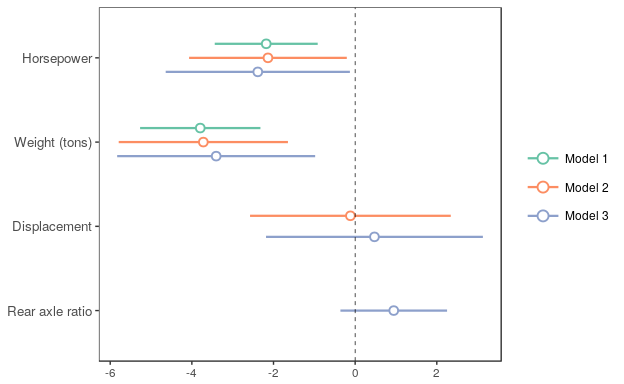 Horsepower
Weight (tons)
Displacement
Rear axle ratio
-6 -4 -2 0 2
Model 1
Model 2
Model 3